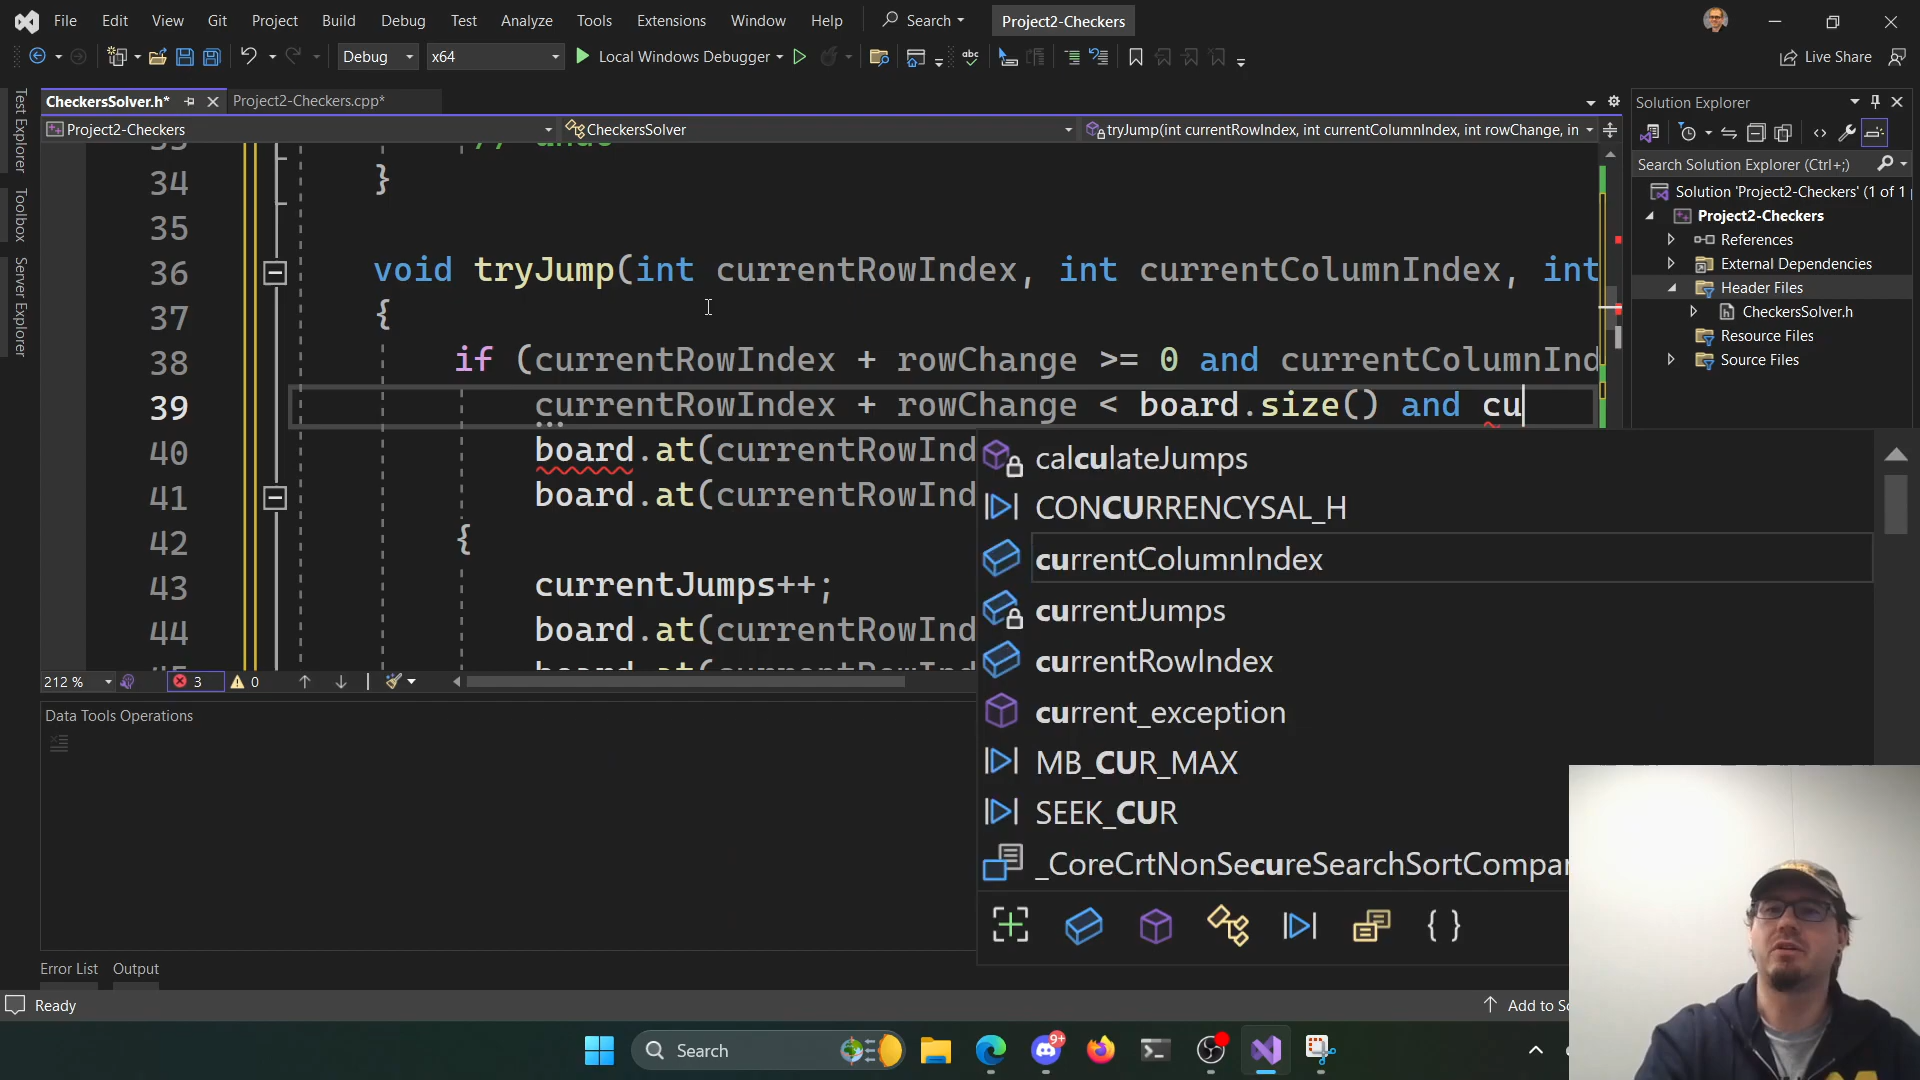 File Edit View Git Project Build Debug Test Analyze Tools Extensions Window Help Search Project2-Checkers
Debug x64 Local Windows Debugger Live Share
CheckersSolver.h* Project2-Checkers.cpp*
Project2-Checkers CheckersSolver tryJump(int currentRowIndex, int currentColumnIndex, int rowChange, in
Test Explorer
Toolbox
Server Explorer
34 }
35
36 void tryJump(int currentRowIndex, int currentColumnIndex, int
37 {
38 if (currentRowIndex + rowChange >= 0 and currentColumnInd
39 currentRowIndex + rowChange < board.size() and cu
40 board.at(currentRowInd
41 board.at(currentRowInd
42 {
43 currentJumps++;
44 board.at(currentRowInd
calculateJumps
CONCURRENCYSAL_H
currentColumnIndex
currentJumps
currentRowIndex
current_exception
MB_CUR_MAX
SEEK_CUR
_CoreCrtNonSecureSearchSortCompar
212 % 3 0
Data Tools Operations
Error List Output
Ready Add to So
Solution Explorer
Search Solution Explorer (Ctrl+;)
Solution 'Project2-Checkers' (1 of 1 p
Project2-Checkers
References
External Dependencies
Header Files
CheckersSolver.h
Resource Files
Source Files
Search
9+